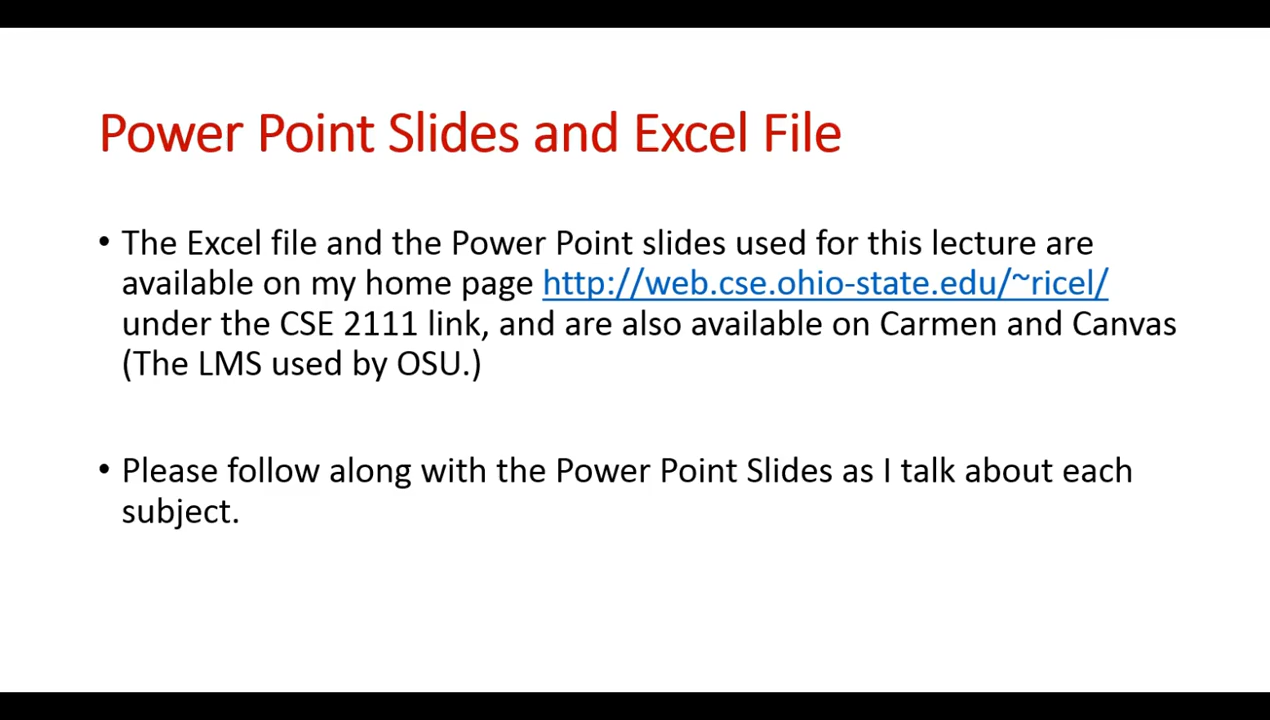 Power Point Slides and Excel File
• The Excel file and the Power Point slides used for this lecture are
available on my home page http://web.cse.ohio-state.edu/~ricel/
under the CSE 2111 link, and are also available on Carmen and Canvas
(The LMS used by OSU.)
• Please follow along with the Power Point Slides as I talk about each
subject.